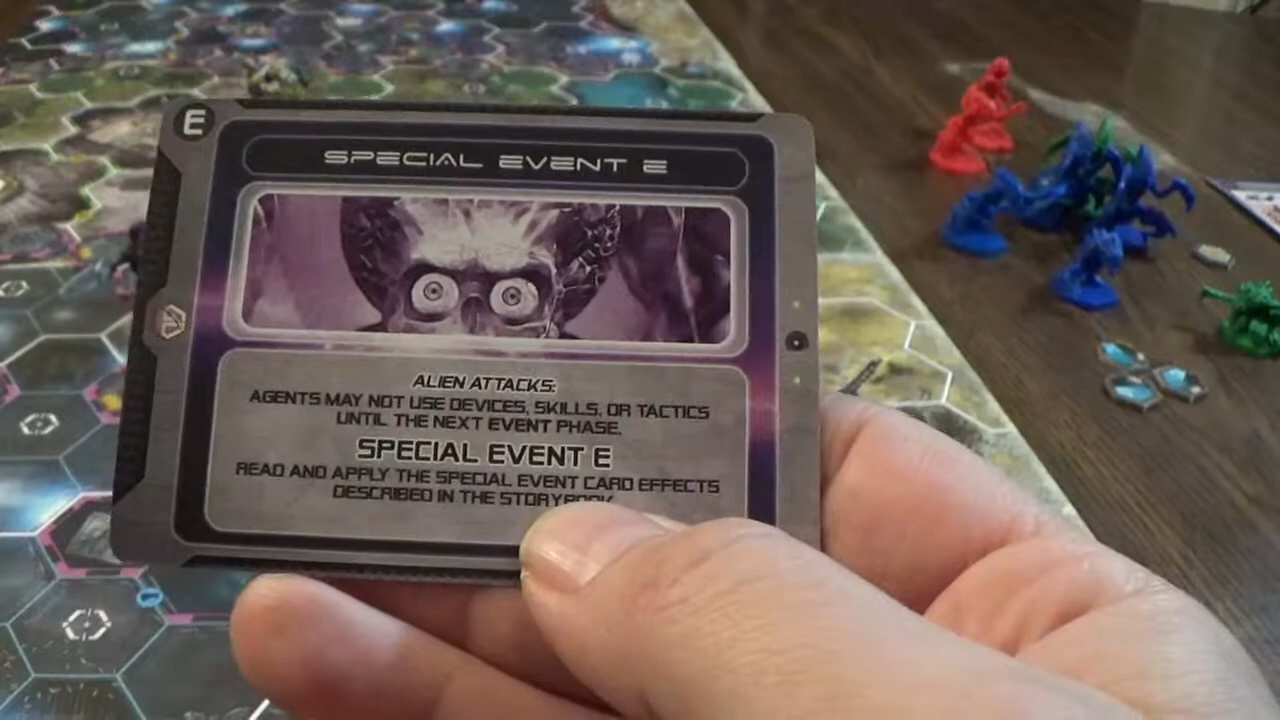 E
SPECIAL EVENT E
ALIEN ATTACKS:
AGENTS MAY NOT USE DEVICES, SKILLS, OR TACTICS
UNTIL THE NEXT EVENT PHASE.
SPECIAL EVENT E
READ AND APPLY THE SPECIAL EVENT CARD EFFECTS
DESCRIBED IN THE STORYBOOK